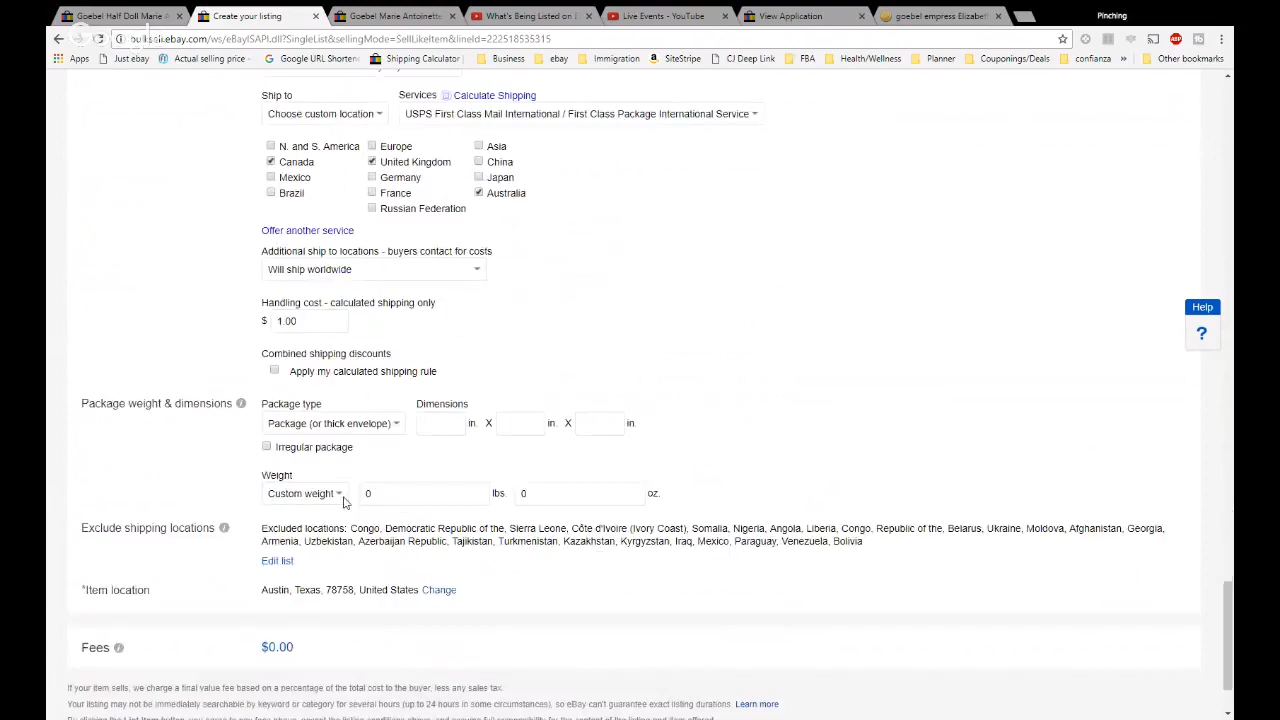 Goebel Half Doll Marie A
Create your listing
Goebel Marie Antoinette
What's Being Listed on
Live Events - YouTube
View Application
goebel empress Elizabeth
Pinching
.ebay.com/ws/eBayISAPI.dll?SingleList&sellingMode=SellLikeItem&lineId=222518535315
Apps
Just ebay
Actual selling price -
Google URL Shorten
Shipping Calculator
Business
ebay
Immigration
SiteStripe
CJ Deep Link
FBA
Health/Wellness
Planner
Couponings/Deals
confianza
»
Other bookmarks
Ship to
Services
Calculate Shipping
Choose custom location
USPS First Class Mail International / First Class Package International Service
N. and S. America
Europe
Asia
Canada
United Kingdom
China
Mexico
Germany
Japan
Brazil
France
Australia
Russian Federation
Offer another service
Additional ship to locations - buyers contact for costs
Will ship worldwide
Handling cost - calculated shipping only
$ 1.00
Combined shipping discounts
Apply my calculated shipping rule
Help
?
Package weight & dimensions
Package type
Dimensions
Package (or thick envelope)
in. X in. X in.
Irregular package
Weight
Custom weight
0 lbs. 0 oz.
Exclude shipping locations
Excluded locations: Congo, Democratic Republic of the, Sierra Leone, Côte d'Ivoire (Ivory Coast), Somalia, Nigeria, Angola, Liberia, Congo, Republic of the, Belarus, Ukraine, Moldova, Afghanistan, Georgia,
Armenia, Uzbekistan, Azerbaijan Republic, Tajikistan, Turkmenistan, Kazakhstan, Kyrgyzstan, Iraq, Mexico, Paraguay, Venezuela, Bolivia
Edit list
*Item location
Austin, Texas, 78758, United States Change
Fees
$0.00
If your item sells, we charge a final value fee based on a percentage of the total cost to the buyer, less any sales tax.
Your listing may not be immediately searchable by keyword or category for several hours (up to 24 hours in some circumstances), so eBay can't guarantee exact listing durations. Learn more